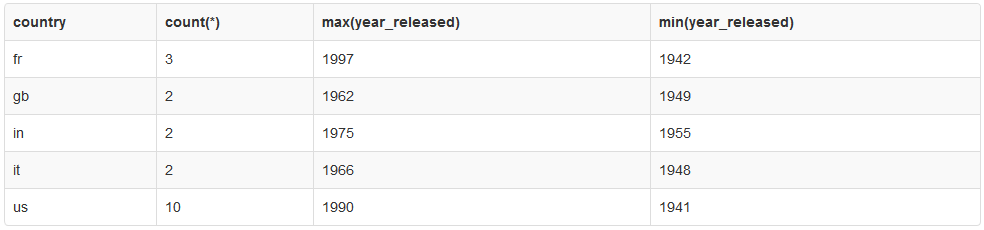 country count(*) max(year_released) min(year_released)
fr 3 1997 1942
gb 2 1962 1949
in 2 1975 1955
it 2 1966 1948
us 10 1990 1941